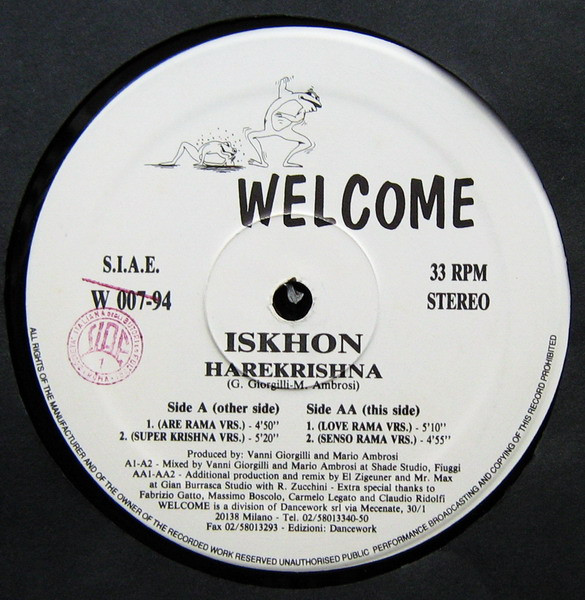 WELCOME
S.I.A.E.
W 007-94
33 RPM
STEREO
ISKHON
HAREKRISHNA
(G. Giorgilli-M. Ambrosi)
Side A (other side)
1. (ARE RAMA VRS.) - 4'50"
2. (SUPER KRISHNA VRS.) - 5'20"
Side AA (this side)
1. (LOVE RAMA VRS.) - 5'10"
2. (SENSO RAMA VRS.) - 4'55"
Produced by: Vanni Giorgilli and Mario Ambrosi
A1-A2 - Mixed by Vanni Giorgilli and Mario Ambrosi at Shade Studio, Fiuggi
AA1-AA2 - Additional production and remix by El Zigeuner and Mr. Max
at Gian Burrasca Studio with R. Zucchini - Extra special thanks to
Fabrizio Gatto, Massimo Boscolo, Carmelo Legato and Claudio Ridolfi
WELCOME is a division of Dancework srl via Mecenate, 30/1
20138 Milano - Tel. 02/58013340-50
Fax 02/58013293 - Edizioni: Dancework
ALL RIGHTS OF THE MANUFACTURER AND OF THE OWNER OF THE RECORDED WORK RESERVED UNAUTHORISED PUBLIC PERFORMANCE BROADCASTING AND COPYING OF THIS RECORD PROHIBITED
SIAE